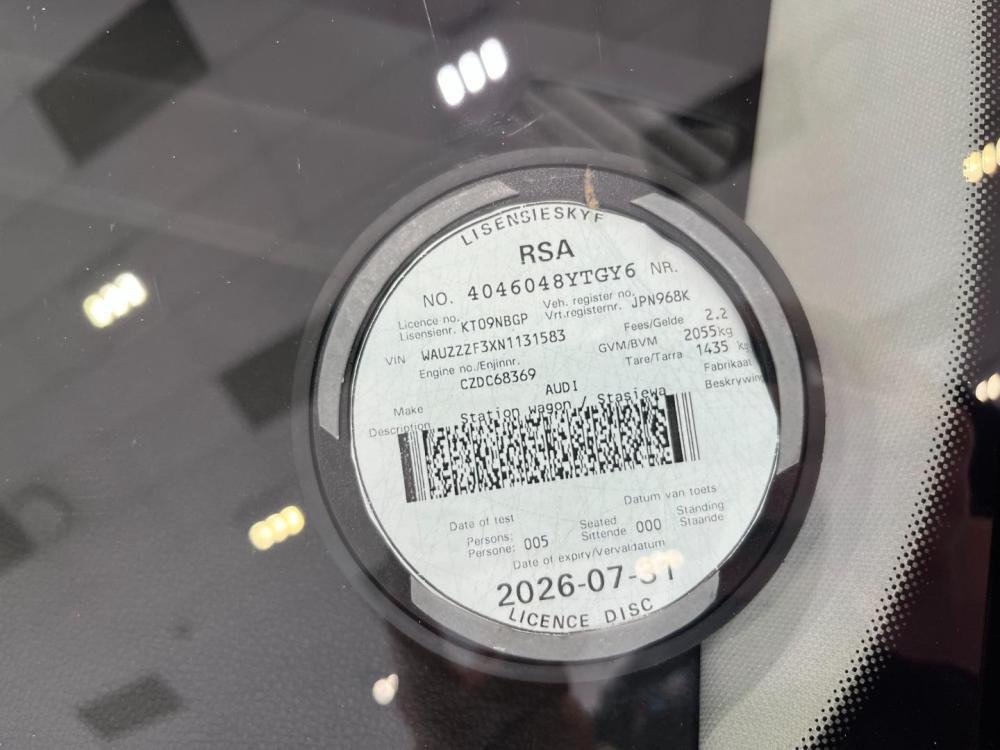 LISENSIESKYF
RSA
NO. 4046048YTGY6 NR.
Licence no. Veh. register no.
Lisensienr. KT09NBGP Vrt.registernr. JPN968K
VIN WAUZZZF3XN1131583 Fees/Gelde 2.2
Engine no./Enjinnr. GVM/BVM 2055kg
CZDC68369 Tare/Tarra 1435
Make AUDI Fabrikaat
Description Station wagon / Stasiewa Beskrywing
Date of test Datum van toets
Persons: Seated Standing
Persone: 005 Sittende 000 Staande
Date of expiry/Vervaldatum
2026-07-31
LICENCE DISC